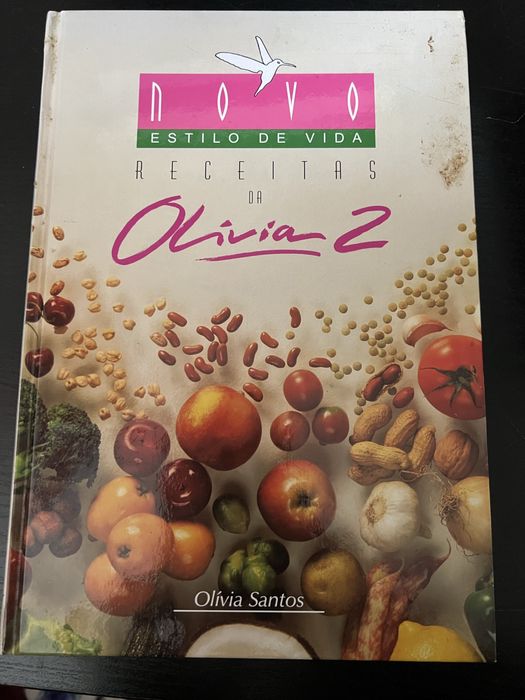 NOVO
ESTILO DE VIDA
RECEITAS
DA
Olívia 2
Olívia Santos